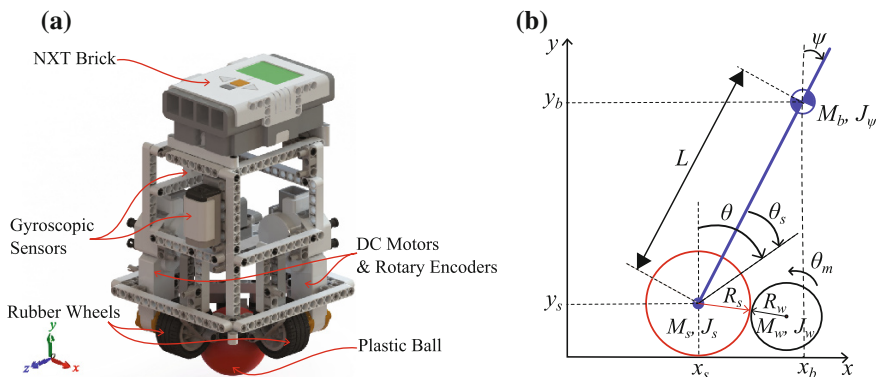 (a)
NXT Brick
Gyroscopic
Sensors
DC Motors
& Rotary Encoders
Rubber Wheels
Plastic Ball
y
z
x
(b)
y
ψ
y_b
M_b, J_ψ
L
θ
θ_s
θ_m
R_s
R_w
y_s
M_s, J_s
M_w, J_w
x_s
x_b
x